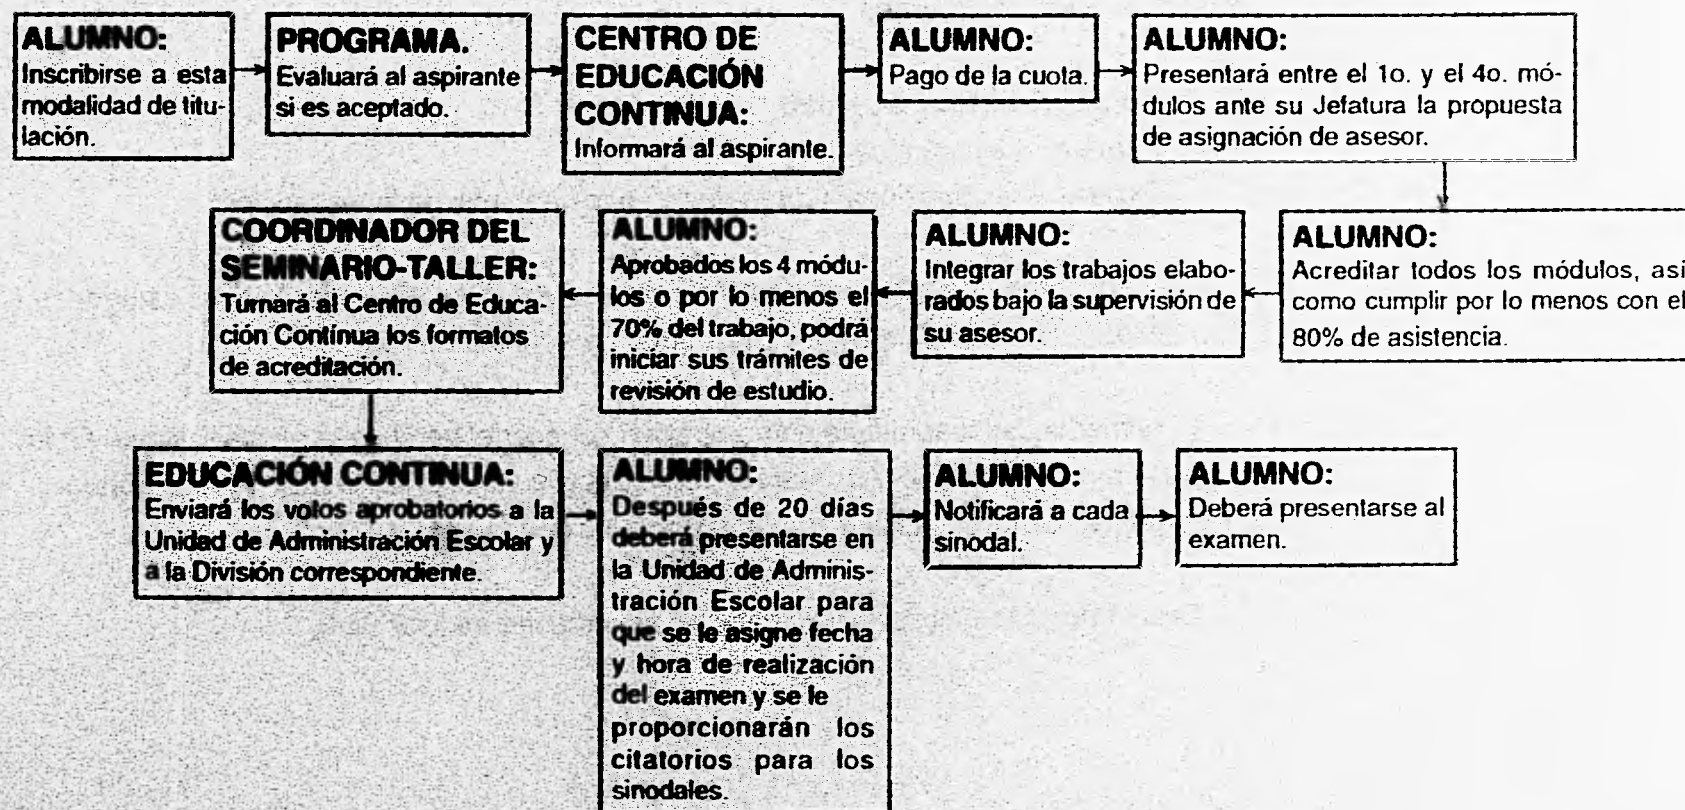 ALUMNO:
Inscribirse a esta
modalidad de titu-
lación.
PROGRAMA.
Evaluará al aspirante
si es aceptado.
CENTRO DE
EDUCACIÓN
CONTINUA:
Informará al aspirante.
ALUMNO:
Pago de la cuota.
ALUMNO:
Presentará entre el 1o. y el 4o. mó-
dulos ante su Jefatura la propuesta
de asignación de asesor.
ALUMNO:
Acreditar todos los módulos, asi
como cumplir por lo menos con el
80% de asistencia.
ALUMNO:
Integrar los trabajos elabo-
rados bajo la supervisión de
su asesor.
ALUMNO:
Aprobados los 4 módu-
los o por lo menos el
70% del trabajo, podrá
iniciar sus trámites de
revisión de estudio.
COORDINADOR DEL
SEMINARIO-TALLER:
Turnará al Centro de Educa-
ción Contínua los formatos
de acreditación.
EDUCACIÓN CONTINUA:
Enviará los votos aprobatorios a la
Unidad de Administración Escolar y
a la División correspondiente.
ALUMNO:
Después de 20 días
deberá presentarse en
la Unidad de Adminis-
tración Escolar para
que se le asigne fecha
y hora de realización
del examen y se le
proporcionarán los
citatorios para los
sinodales.
ALUMNO:
Notificará a cada
sinodal.
ALUMNO:
Deberá presentarse al
examen.